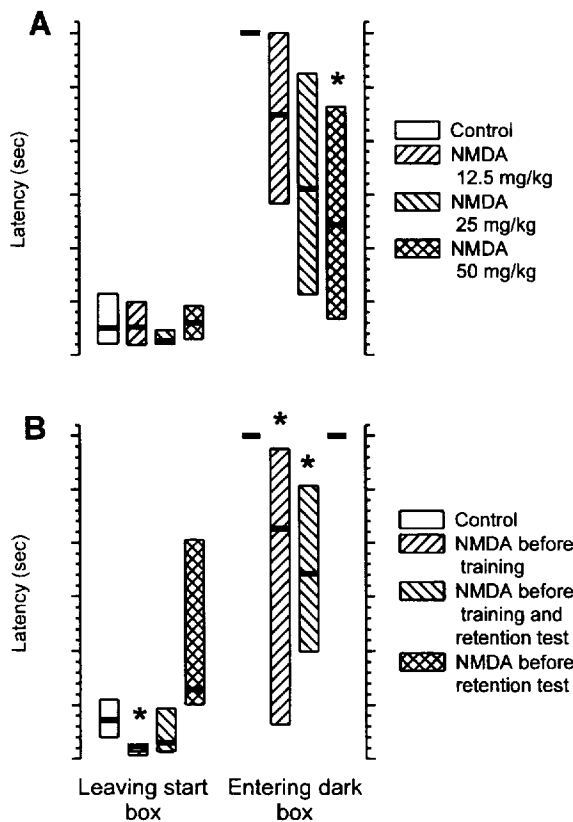 A
Latency (sec)
*
Control
NMDA
12.5 mg/kg
NMDA
25 mg/kg
NMDA
50 mg/kg
B
Latency (sec)
*
*
*
Control
NMDA before
training
NMDA before
training and
retention test
NMDA before
retention test
Leaving start
box
Entering dark
box